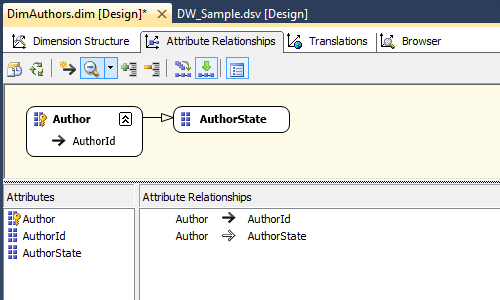 DimAuthors.dim [Design]* DW_Sample.dsv [Design]
Dimension Structure Attribute Relationships Translations Browser
Author AuthorState
AuthorId
Attributes Attribute Relationships
Author Author AuthorId
AuthorId Author AuthorState
AuthorState